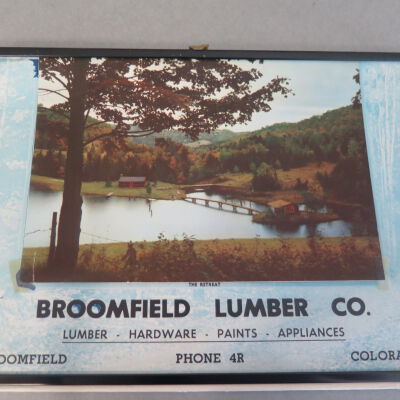 THE RETREAT
BROOMFIELD LUMBER CO.
LUMBER - HARDWARE - PAINTS - APPLIANCES
OOMFIELD PHONE 4R COLORA